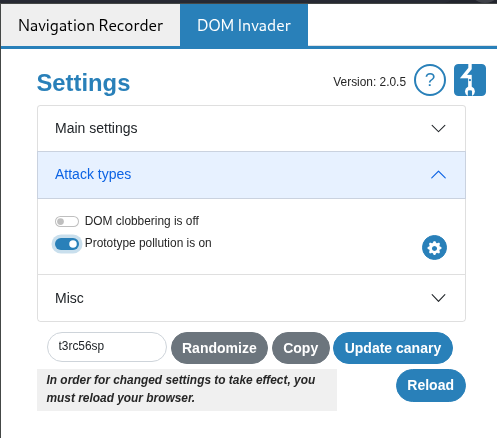 Navigation Recorder DOM Invader
Settings
Version: 2.0.5 ?
Main settings
Attack types
DOM clobbering is off
Prototype pollution is on
Misc
t3rc56sp Randomize Copy Update canary
In order for changed settings to take effect, you
must reload your browser.
Reload